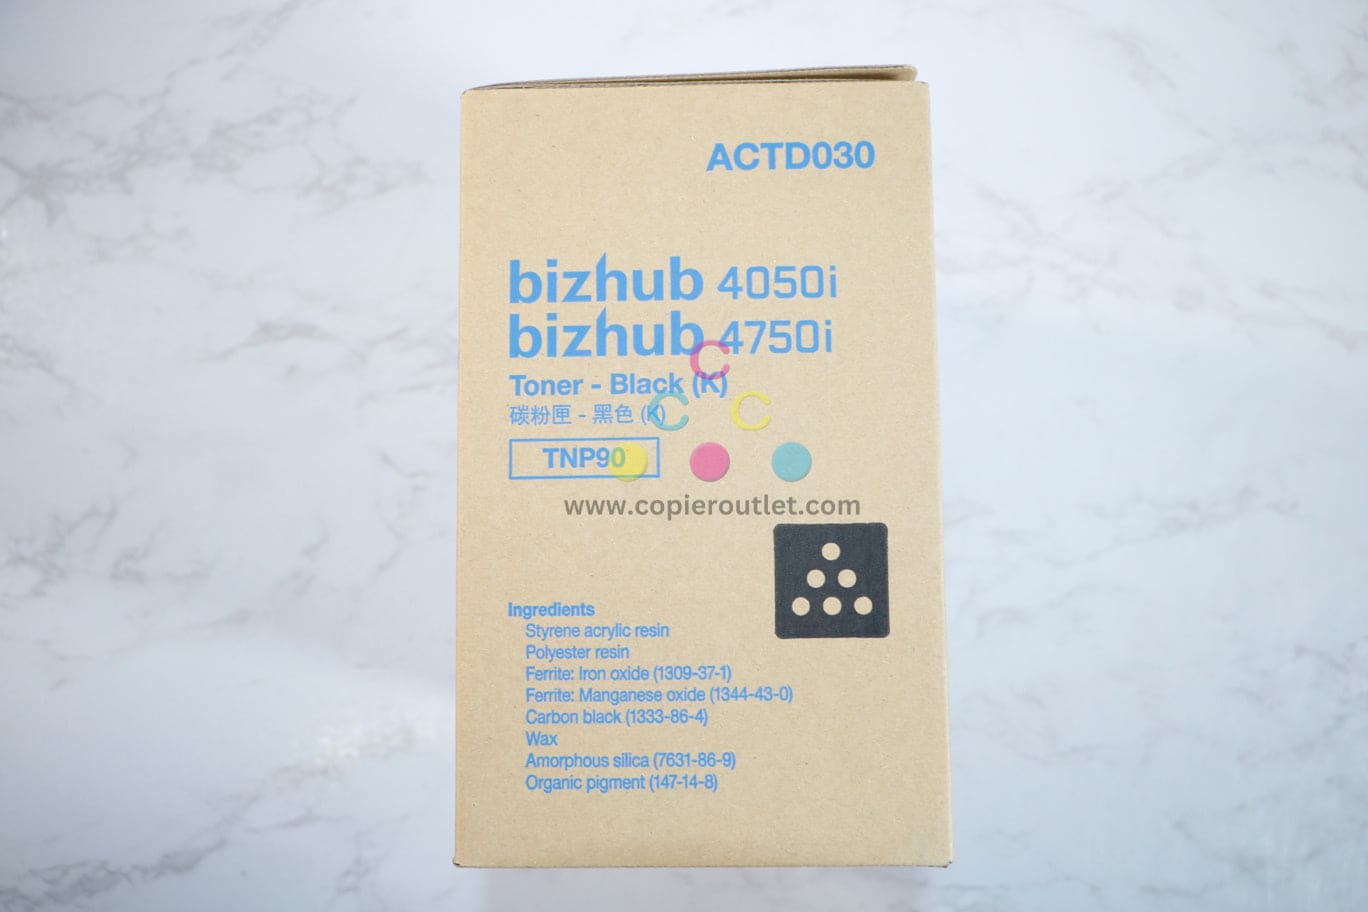 ACTD030
bizhub 4050i
bizhub 4750i
Toner - Black (K)
碳粉匣 - 黑色 (K)
TNP90
www.copieroutlet.com
Ingredients
Styrene acrylic resin
Polyester resin
Ferrite: Iron oxide (1309-37-1)
Ferrite: Manganese oxide (1344-43-0)
Carbon black (1333-86-4)
Wax
Amorphous silica (7631-86-9)
Organic pigment (147-14-8)